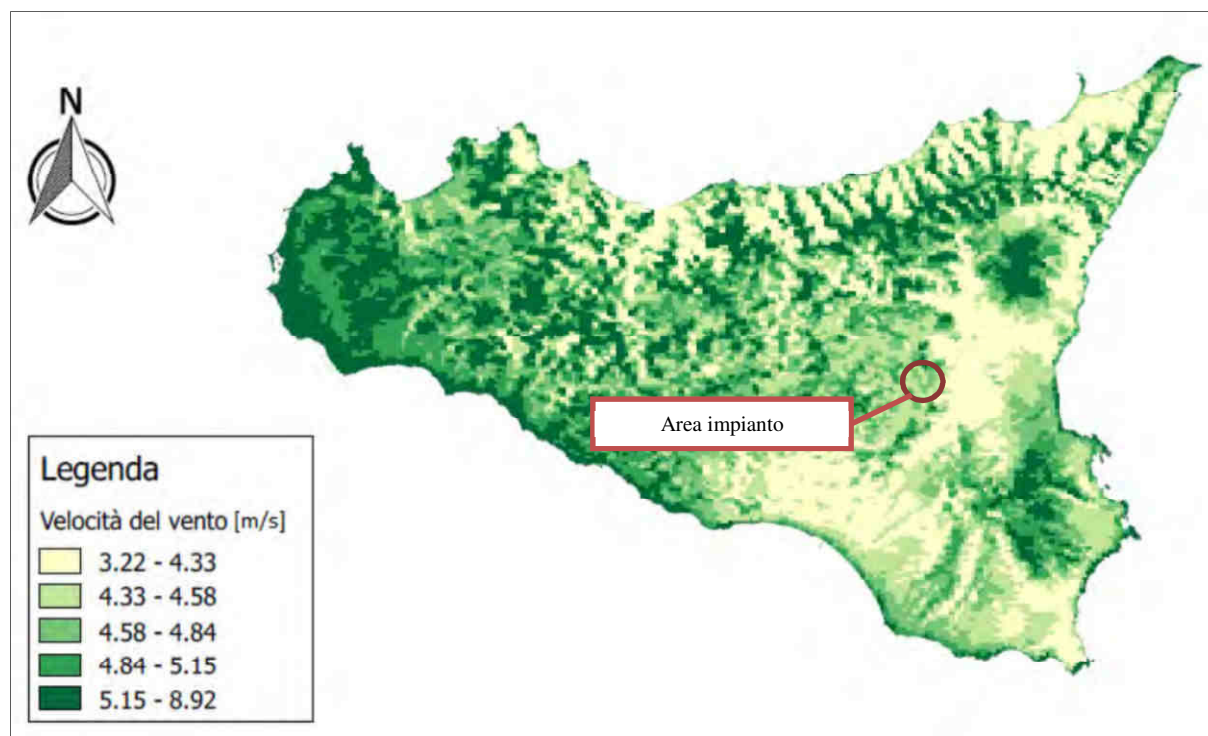 N
Area impianto
Legenda
Velocità del vento [m/s]
3.22 - 4.33
4.33 - 4.58
4.58 - 4.84
4.84 - 5.15
5.15 - 8.92